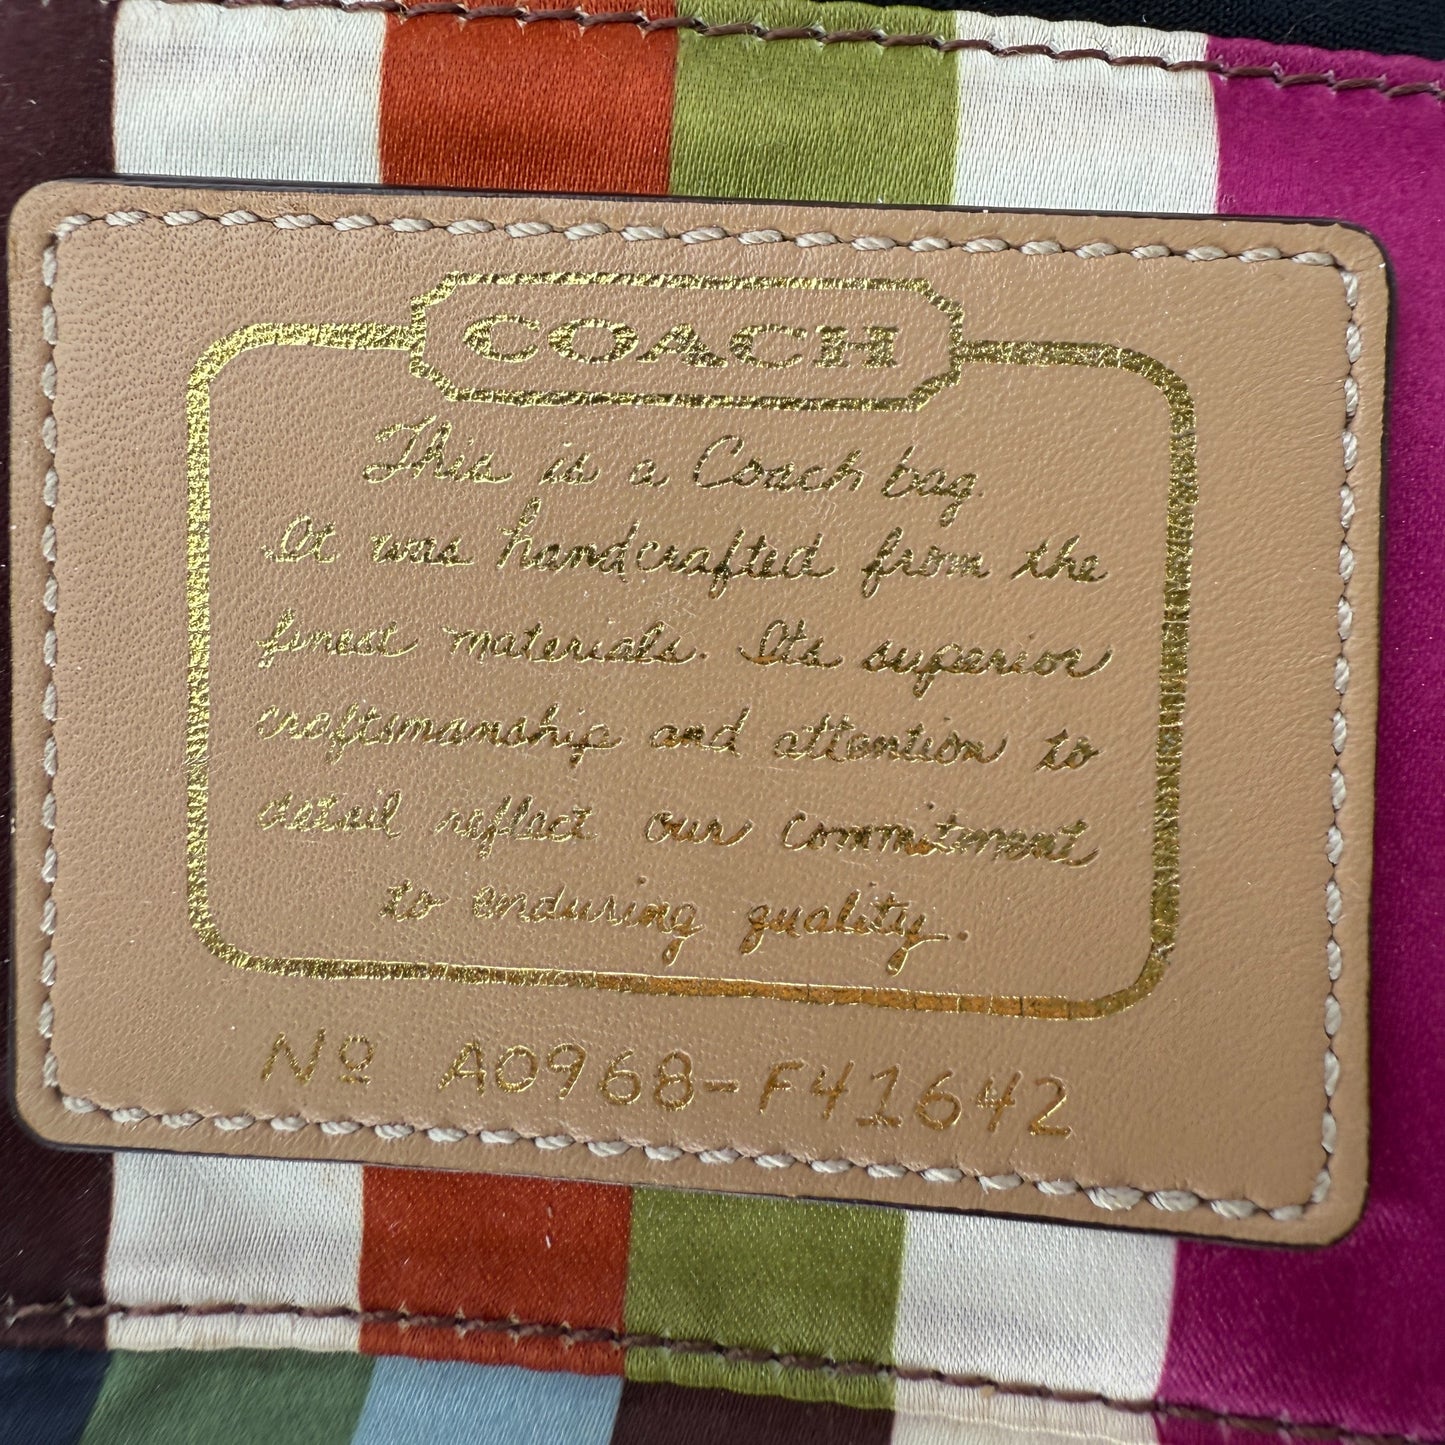 COACH
This is a Coach bag.
It was handcrafted from the
finest materials. Its superior
craftsmanship and attention to
detail reflect our commitment
to enduring quality.
Nº A0968-F41642